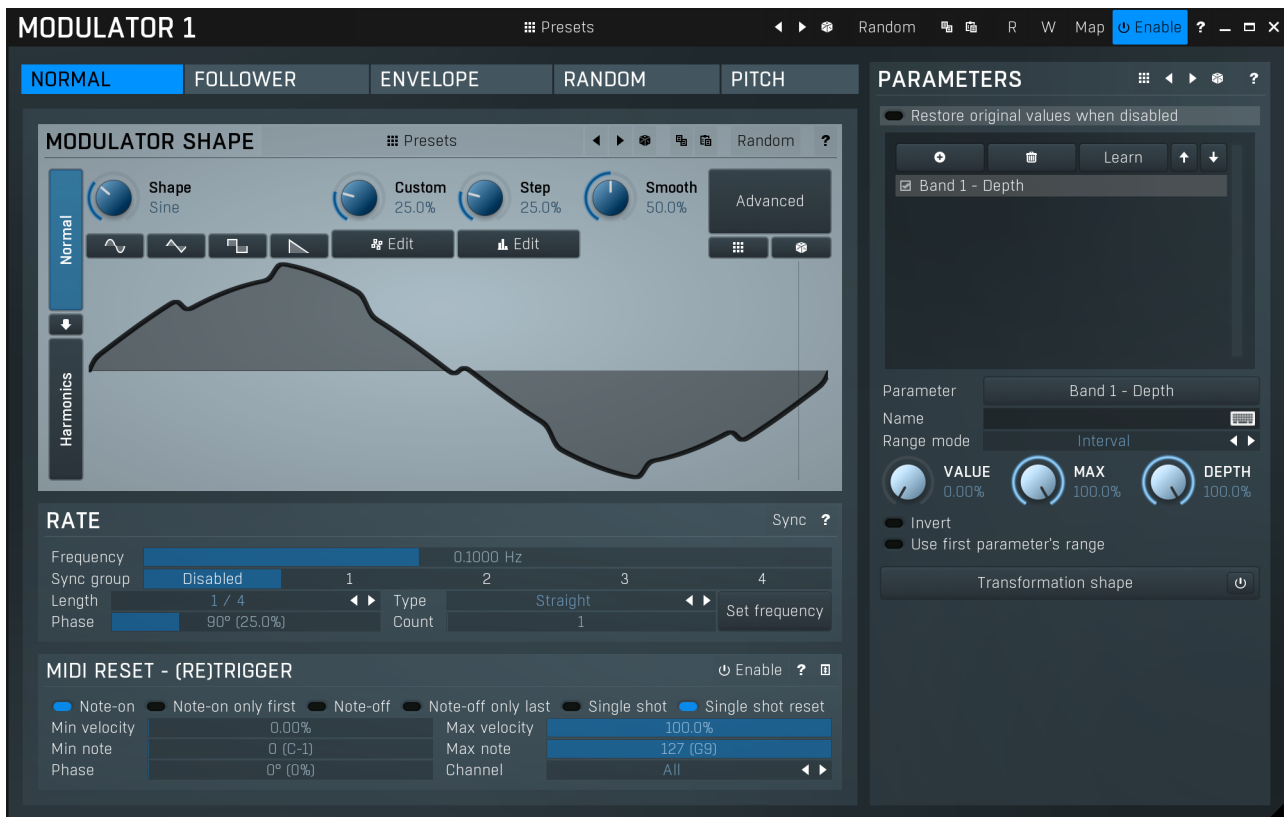 MODULATOR 1 Presets Random R W Map Enable ?
NORMAL FOLLOWER ENVELOPE RANDOM PITCH
MODULATOR SHAPE Presets Random ?
Normal
Harmonics
Shape
Sine
Custom
25.0%
Step
25.0%
Smooth
50.0%
Advanced
Edit Edit
RATE Sync ?
Frequency 0.1000 Hz
Sync group Disabled 1 2 3 4
Length 1 / 4 Type Straight
Phase 90° (25.0%) Count 1
Set frequency
MIDI RESET - (RE)TRIGGER Enable ?
Note-on Note-on only first Note-off Note-off only last Single shot Single shot reset
Min velocity 0.00% Max velocity 100.0%
Min note 0 (C-1) Max note 127 (G9)
Phase 0° (0%) Channel All
PARAMETERS ?
Restore original values when disabled
Learn
Band 1 - Depth
Parameter Band 1 - Depth
Name
Range mode Interval
VALUE
0.00%
MAX
100.0%
DEPTH
100.0%
Invert
Use first parameter's range
Transformation shape